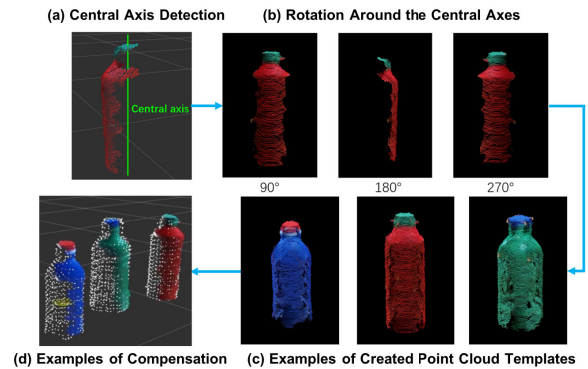 (a) Central Axis Detection
(b) Rotation Around the Central Axes
Central axis
90°
180°
270°
(d) Examples of Compensation
(c) Examples of Created Point Cloud Templates